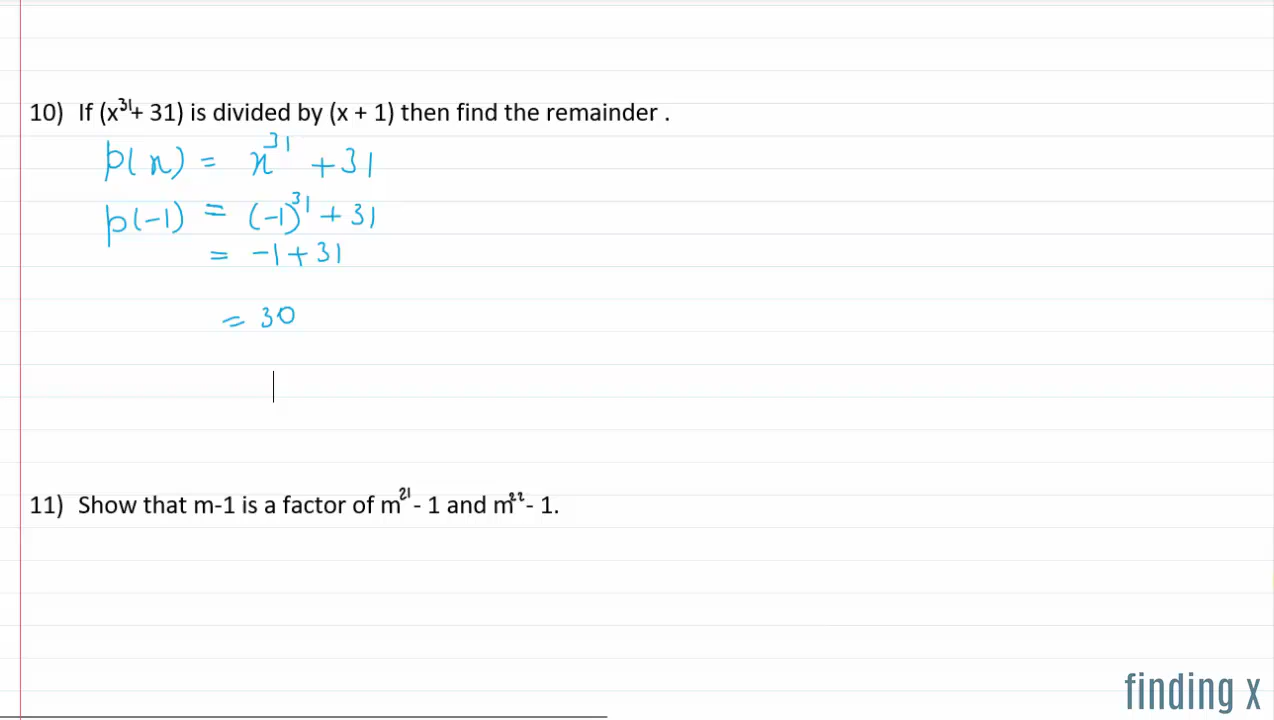 10) If (x³¹+ 31) is divided by (x + 1) then find the remainder .
p(x) = x³¹ + 31
p(-1) = (-1)³¹ + 31
= -1 + 31
= 30
11) Show that m-1 is a factor of m²¹ - 1 and m²² - 1.
finding x